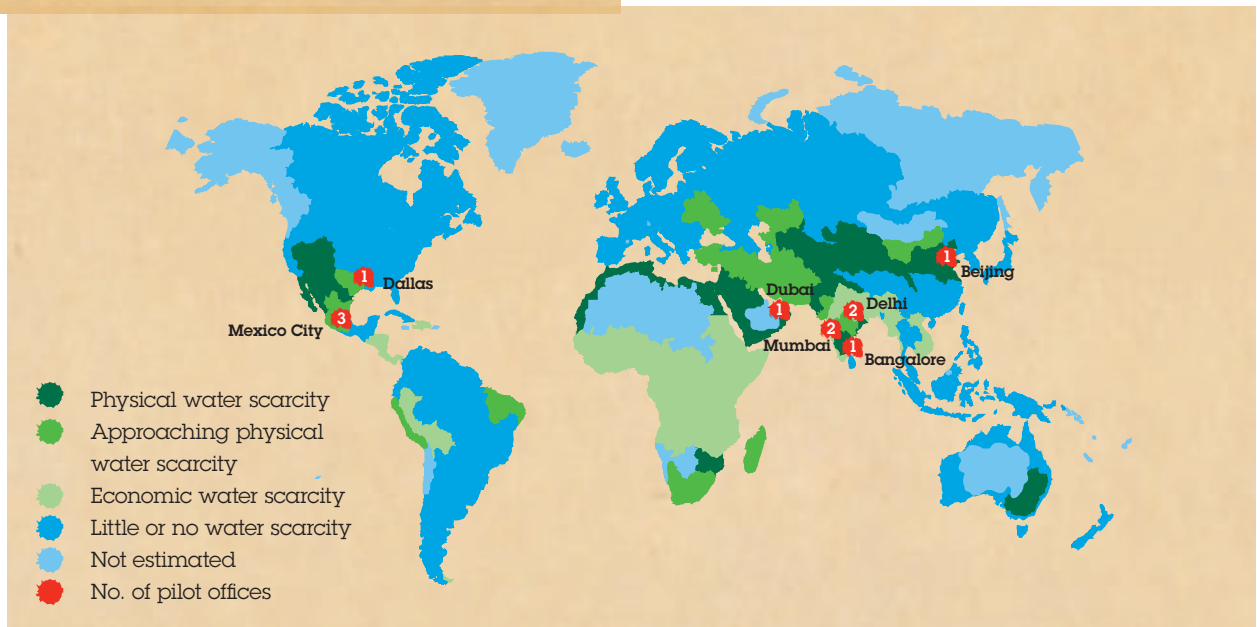 1
Dallas
3
Mexico City
1
Beijing
Dubai
1
Delhi
2
2
Mumbai
1
Bangalore
Physical water scarcity
Approaching physical
water scarcity
Economic water scarcity
Little or no water scarcity
Not estimated
No. of pilot offices